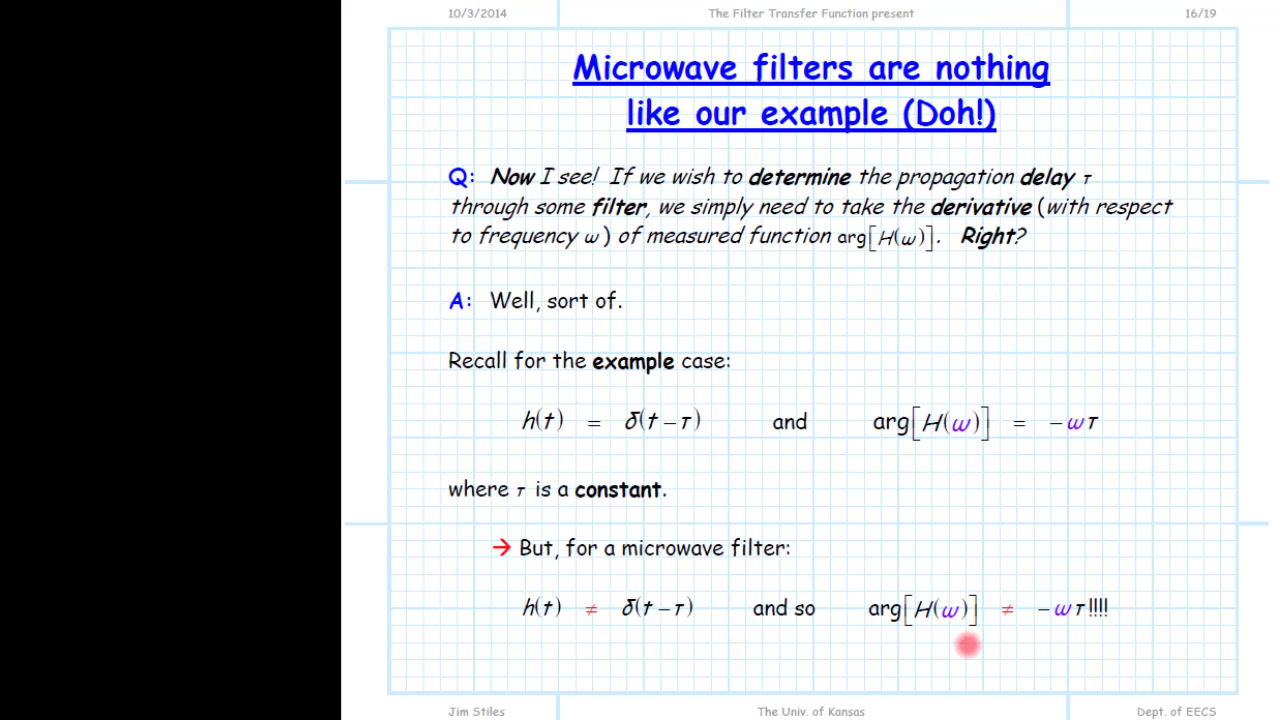 10/3/2014 The Filter Transfer Function present 16/19
Microwave filters are nothing
like our example (Doh!)
Q: Now I see! If we wish to determine the propagation delay τ
through some filter, we simply need to take the derivative (with respect
to frequency ω) of measured function arg[H(ω)]. Right?
A: Well, sort of.
Recall for the example case:
h(t) = δ(t−τ) and arg[H(ω)] = −ωτ
where τ is a constant.
→ But, for a microwave filter:
h(t) ≠ δ(t−τ) and so arg[H(ω)] ≠ −ωτ!!!!
Jim Stiles The Univ. of Kansas Dept. of EECS